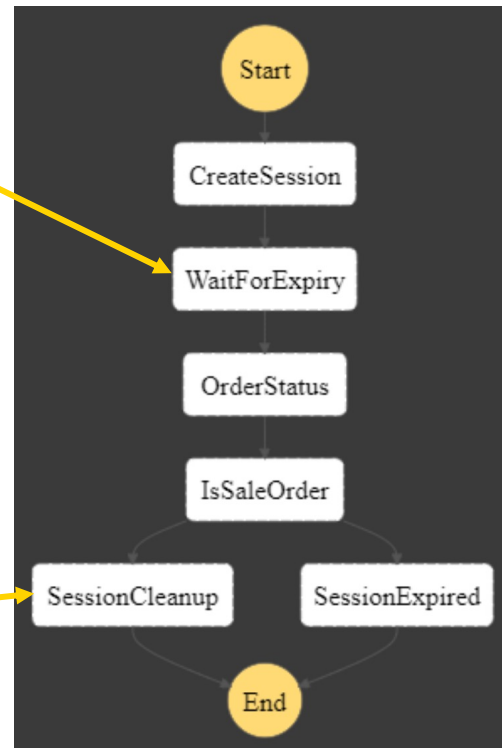 Start
CreateSession
WaitForExpiry
OrderStatus
IsSaleOrder
SessionCleanup
SessionExpired
End